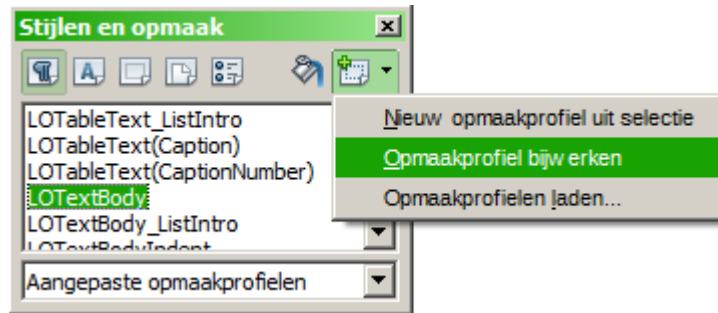 Stijlen en opmaak
LOTableText_ListIntro
LOTableText(Caption)
LOTableText(CaptionNumber)
LOTextBody
LOTextBody_ListIntro
LOTextBodyIndent
Aangepaste opmaakprofielen
Nieuw opmaakprofiel uit selectie
Opmaakprofiel bijwerken
Opmaakprofielen laden...